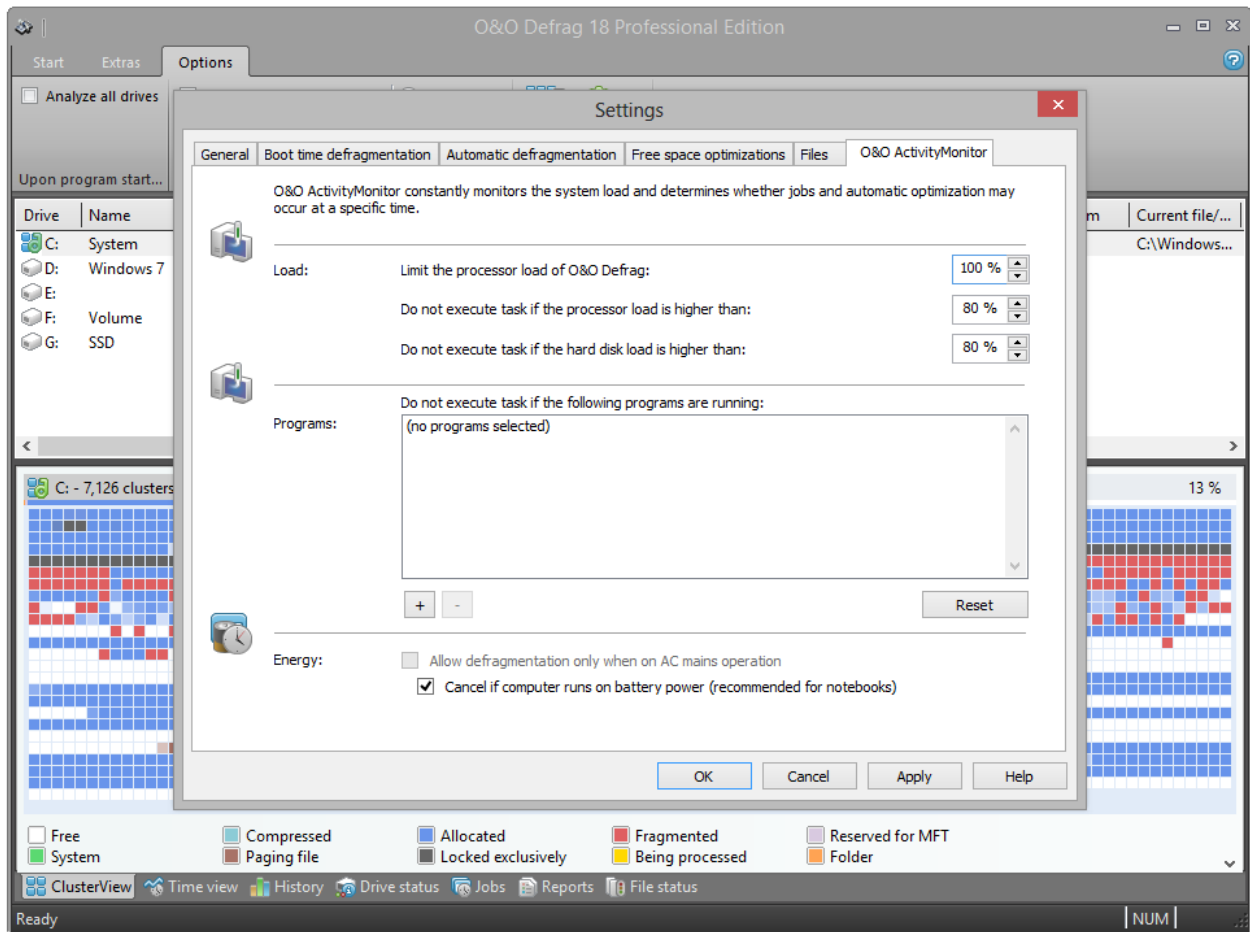 O&O Defrag 18 Professional Edition
Start Extras Options
Analyze all drives
Upon program start...
Settings
General Boot time defragmentation Automatic defragmentation Free space optimizations Files O&O ActivityMonitor
O&O ActivityMonitor constantly monitors the system load and determines whether jobs and automatic optimization may
occur at a specific time.
Load: Limit the processor load of O&O Defrag: 100 %
Do not execute task if the processor load is higher than: 80 %
Do not execute task if the hard disk load is higher than: 80 %
Do not execute task if the following programs are running:
Programs: (no programs selected)
+ - Reset
Energy: Allow defragmentation only when on AC mains operation
Cancel if computer runs on battery power (recommended for notebooks)
OK Cancel Apply Help
Drive Name m Current file/...
C: System C:\Windows...
D: Windows 7
E:
F: Volume
G: SSD
C: - 7,126 clusters 13 %
Free Compressed Allocated Fragmented Reserved for MFT
System Paging file Locked exclusively Being processed Folder
ClusterView Time view History Drive status Jobs Reports File status
Ready NUM